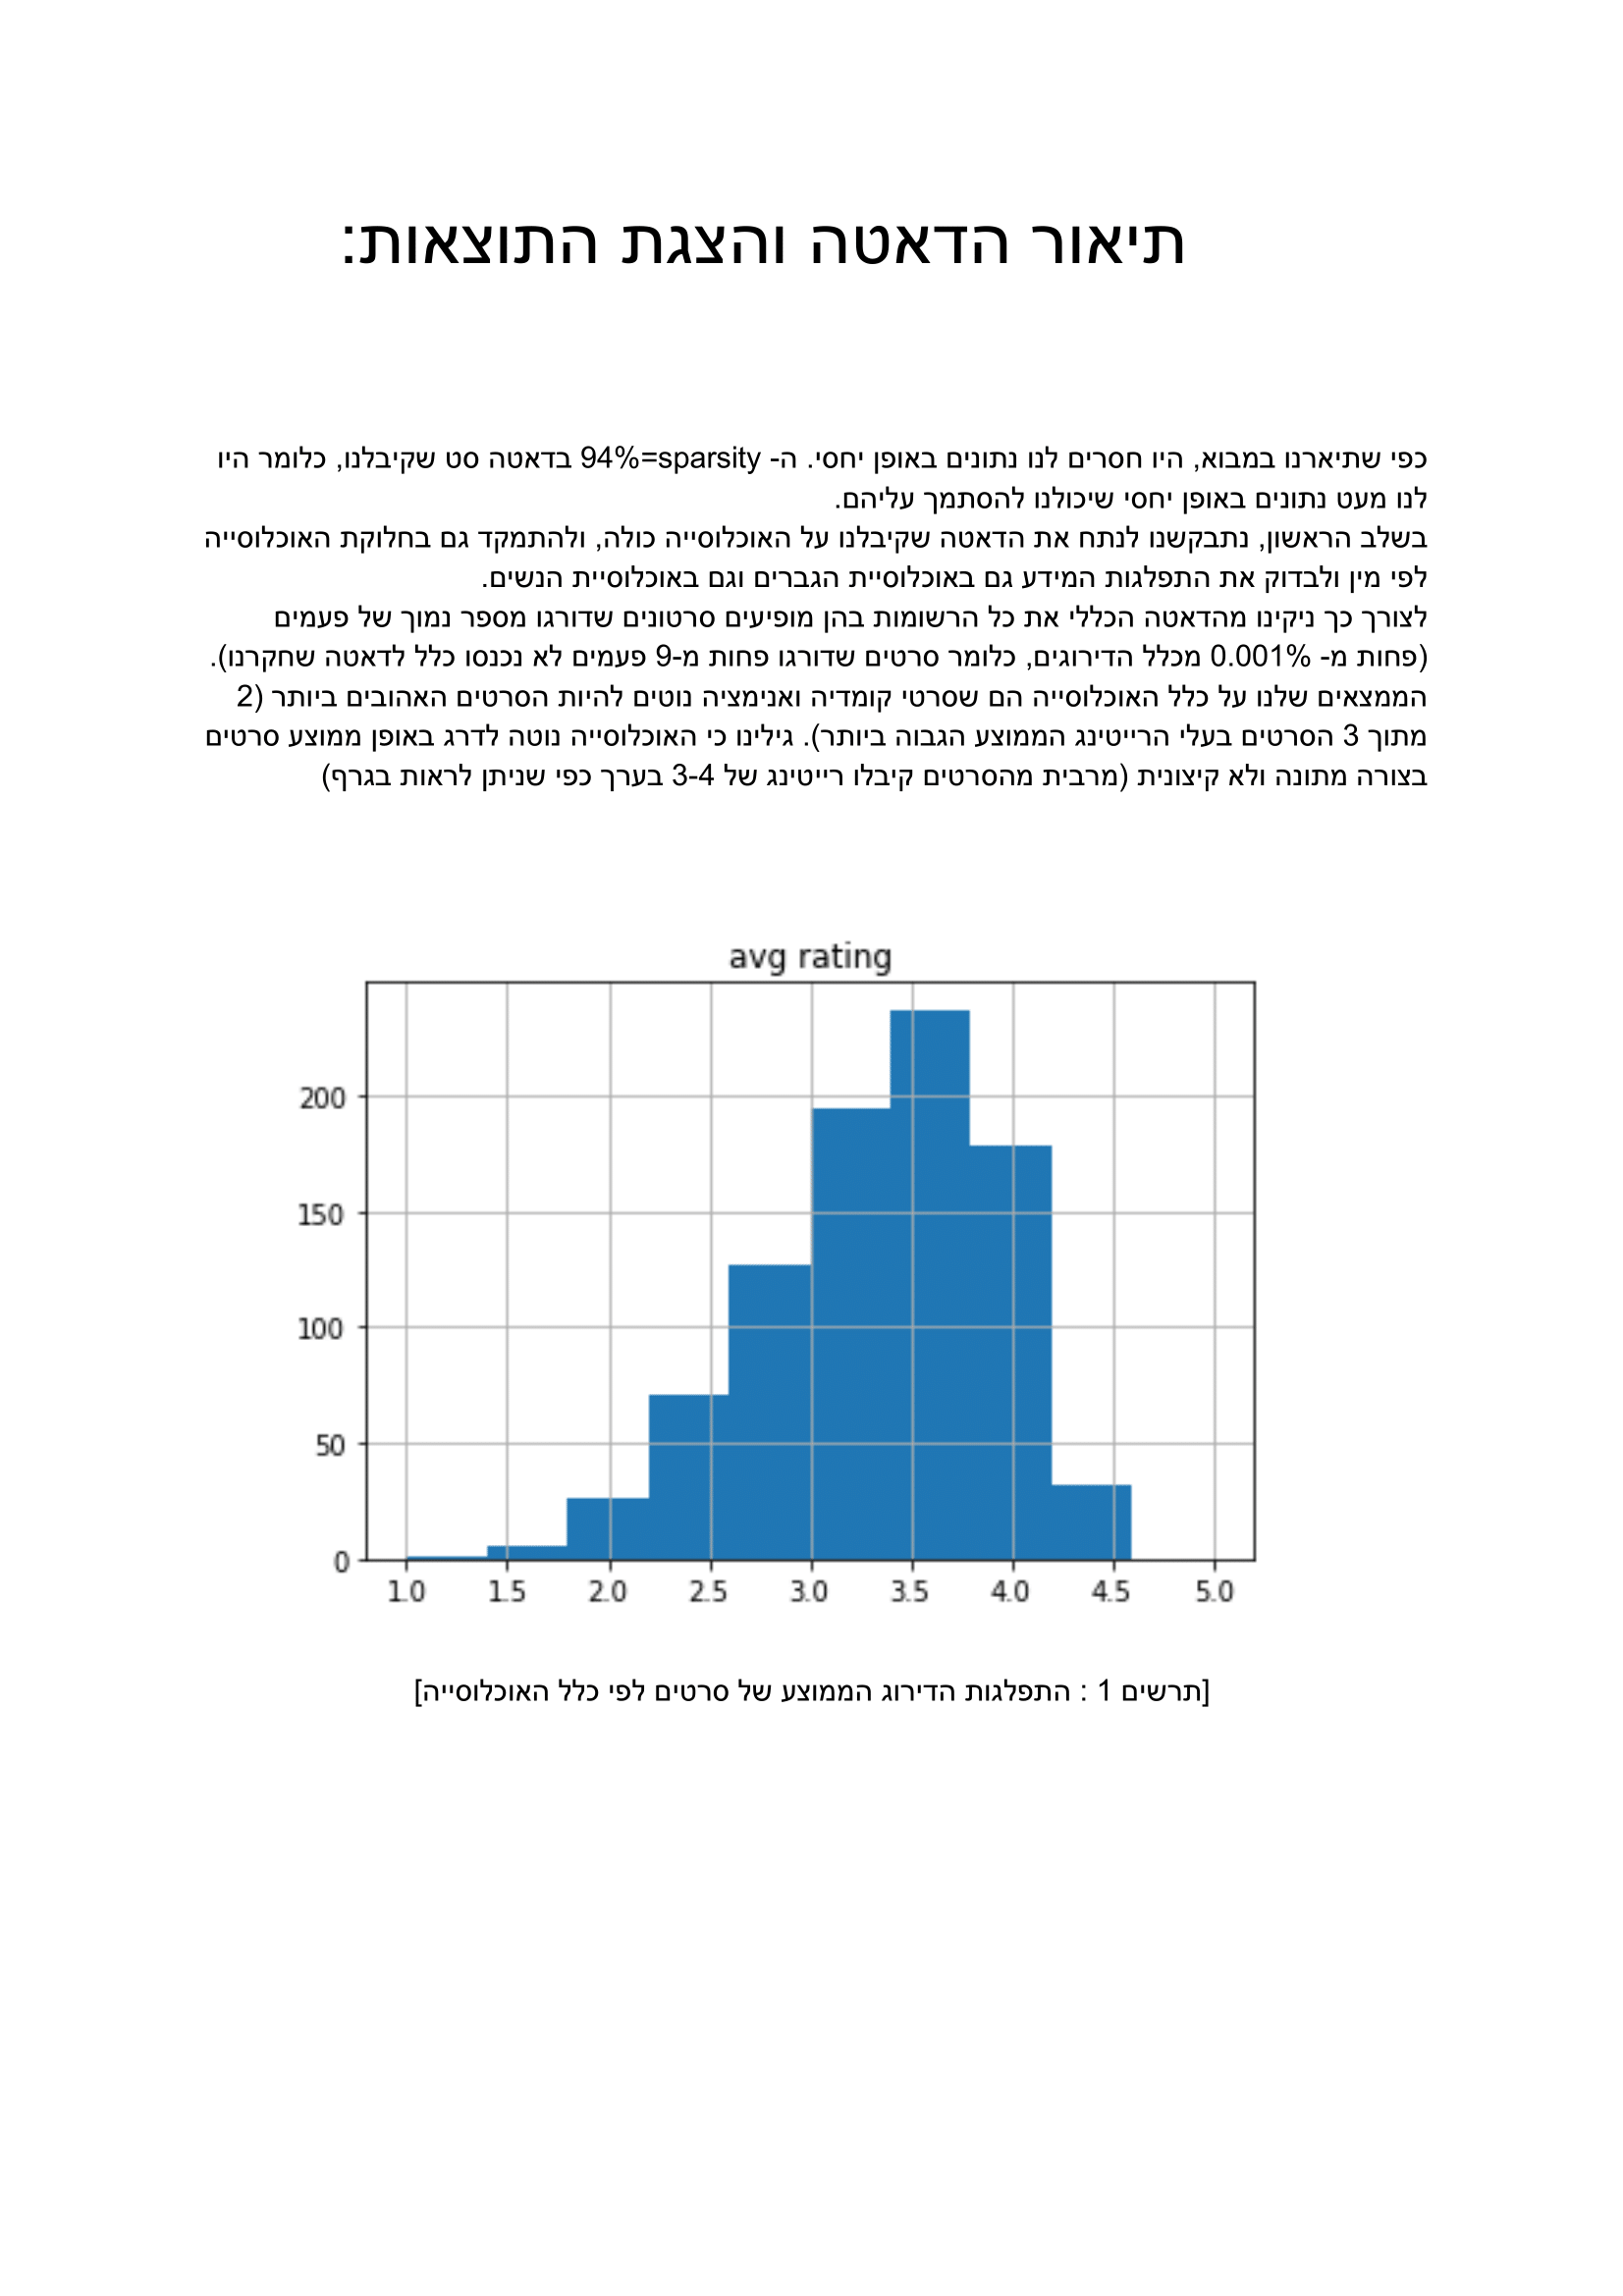 תיאור הדאטה והצגת התוצאות:
כפי שתיארנו במבוא, היו חסרים לנו נתונים באופן יחסי. ה- sparsity=94% בדאטה סט שקיבלנו, כלומר היו
לנו מעט נתונים באופן יחסי שיכולנו להסתמך עליהם.
בשלב הראשון, נתבקשנו לנתח את הדאטה שקיבלנו על האוכלוסייה כולה, ולהתמקד גם בחלוקת האוכלוסייה
לפי מין ולבדוק את התפלגות המידע גם באוכלוסיית הגברים וגם באוכלוסיית הנשים.
לצורך כך ניקינו מהדאטה הכללי את כל הרשומות בהן מופיעים סרטונים שדורגו מספר נמוך של פעמים
(פחות מ- 0.001% מכלל הדירוגים, כלומר סרטים שדורגו פחות מ-9 פעמים לא נכנסו כלל לדאטה שחקרנו).
הממצאים שלנו על כלל האוכלוסייה הם שסרטי קומדיה ואנימציה נוטים להיות הסרטים האהובים ביותר (2
מתוך 3 הסרטים בעלי הרייטינג הממוצע הגבוה ביותר). גילינו כי האוכלוסייה נוטה לדרג באופן ממוצע סרטים
בצורה מתונה ולא קיצונית (מרבית מהסרטים קיבלו רייטינג של 3-4 בערך כפי שניתן לראות בגרף)
avg rating
200
150
100
50
0
1.0 1.5 2.0 2.5 3.0 3.5 4.0 4.5 5.0
[תרשים 1 : התפלגות הדירוג הממוצע של סרטים לפי כלל האוכלוסייה]